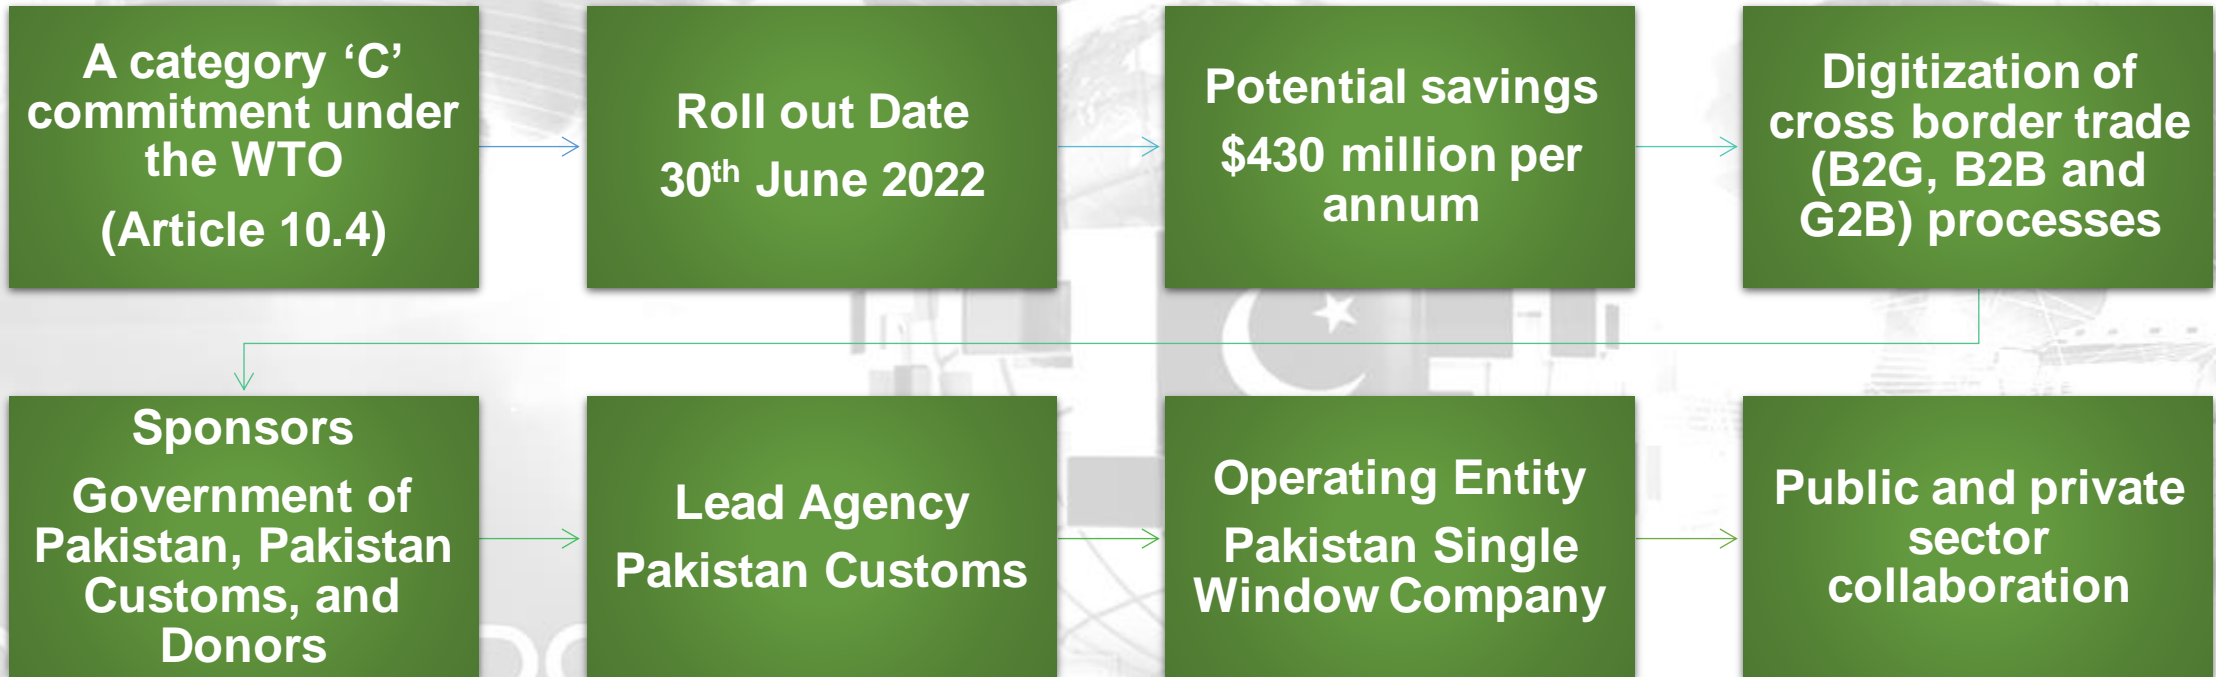 A category ‘C’
commitment under
the WTO
(Article 10.4)
Roll out Date
30th June 2022
Potential savings
$430 million per
annum
Digitization of
cross border trade
(B2G, B2B and
G2B) processes
Sponsors
Government of
Pakistan, Pakistan
Customs, and
Donors
Lead Agency
Pakistan Customs
Operating Entity
Pakistan Single
Window Company
Public and private
sector
collaboration